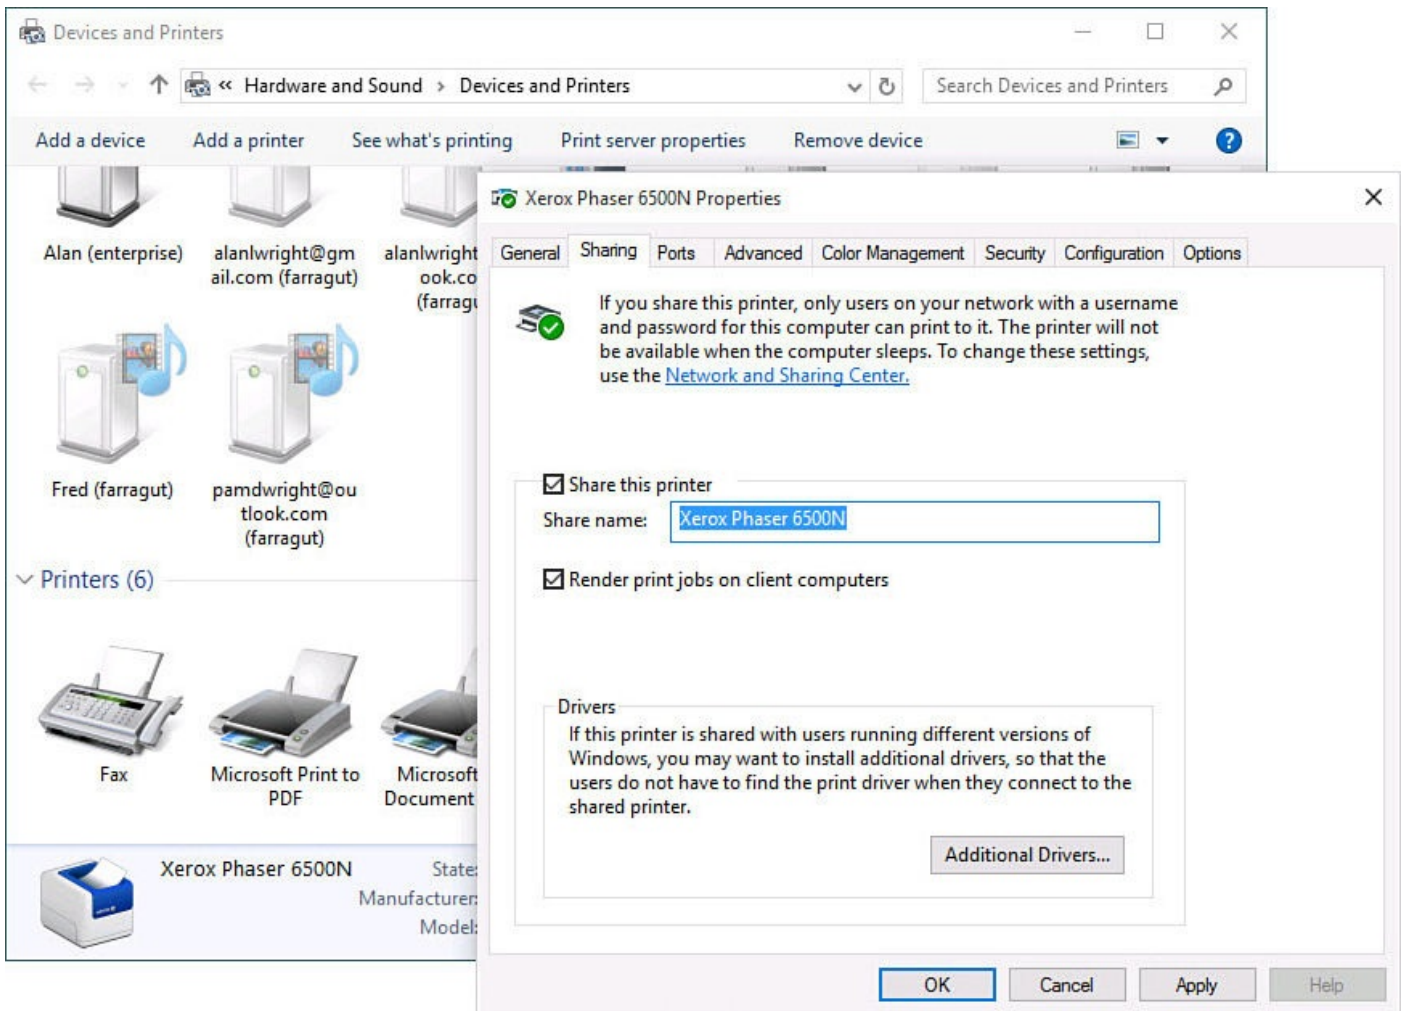 Devices and Printers
« Hardware and Sound › Devices and Printers
Search Devices and Printers
Add a device
Add a printer
See what's printing
Print server properties
Remove device
Alan (enterprise)
alanlwright@gm
ail.com (farragut)
alanlwright
ook.co
(farragu
Fred (farragut)
pamdwright@ou
tlook.com
(farragut)
Printers (6)
Fax
Microsoft Print to
PDF
Microsoft
Document
Xerox Phaser 6500N
State:
Manufacturer:
Model:
Xerox Phaser 6500N Properties
General
Sharing
Ports
Advanced
Color Management
Security
Configuration
Options
If you share this printer, only users on your network with a username
and password for this computer can print to it. The printer will not
be available when the computer sleeps. To change these settings,
use the Network and Sharing Center.
Share this printer
Share name: Xerox Phaser 6500N
Render print jobs on client computers
Drivers
If this printer is shared with users running different versions of
Windows, you may want to install additional drivers, so that the
users do not have to find the print driver when they connect to the
shared printer.
Additional Drivers...
OK
Cancel
Apply
Help